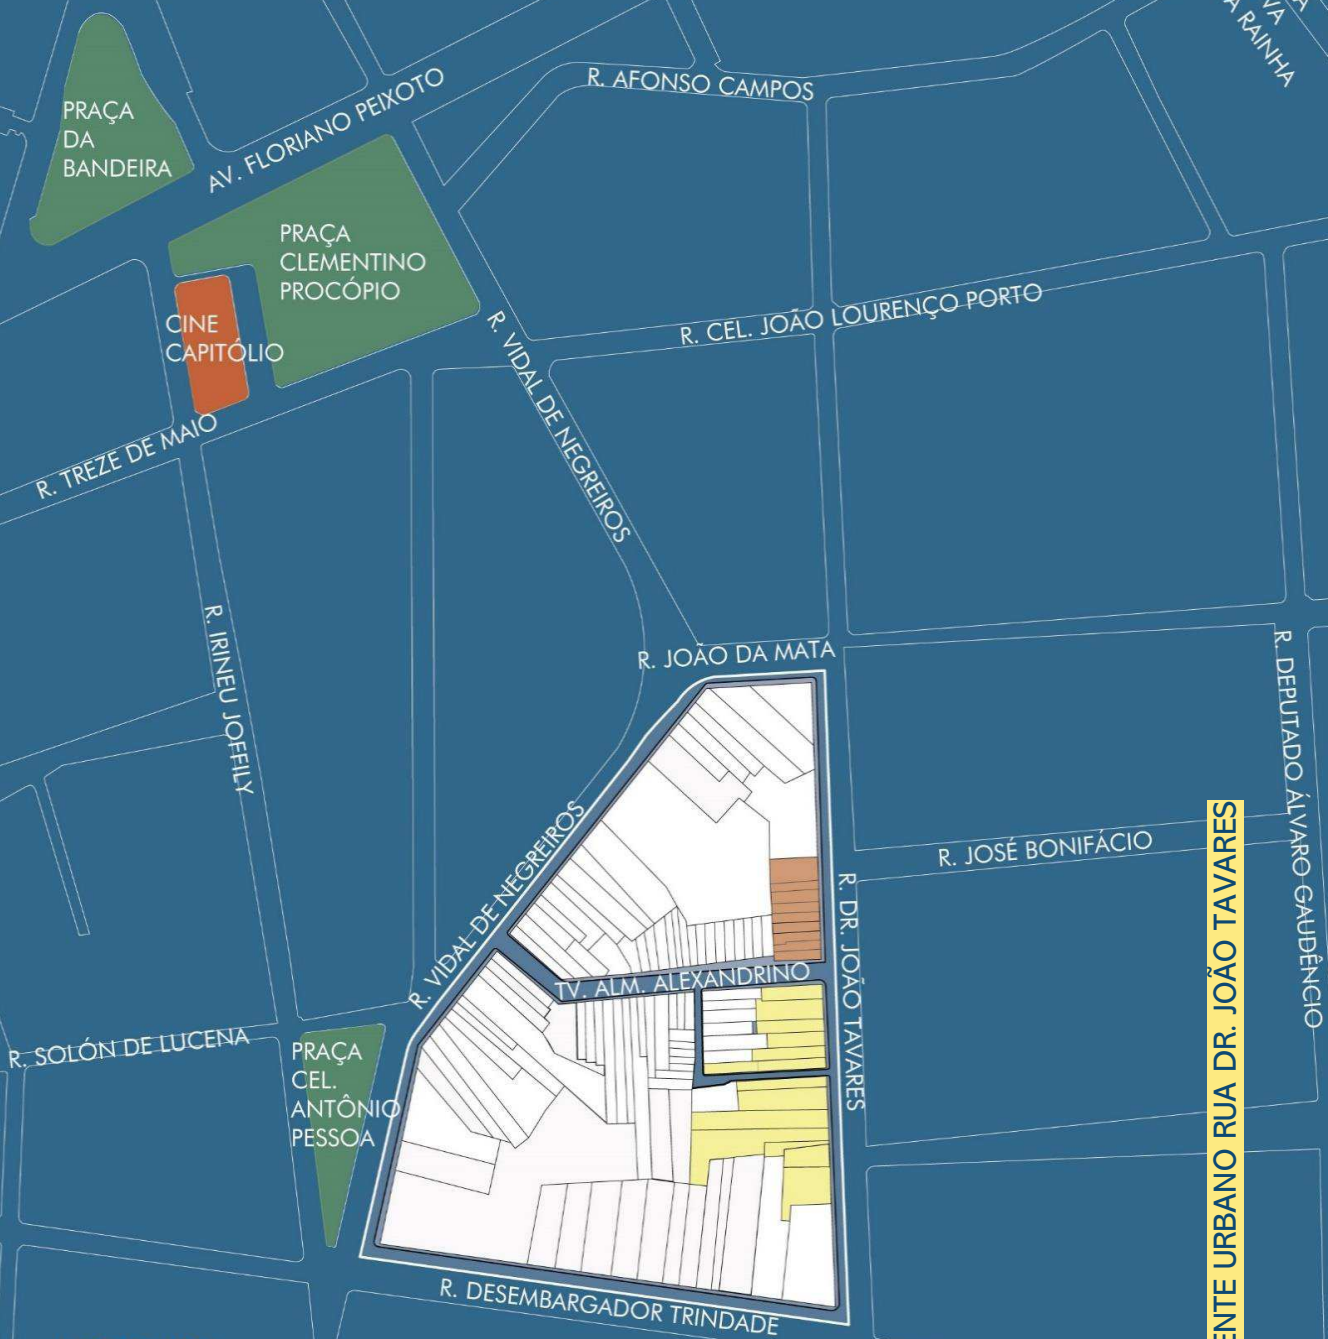 A RAINHA
PRAÇA
DA
BANDEIRA
AV. FLORIANO PEIXOTO
R. AFONSO CAMPOS
PRAÇA
CLEMENTINO
PROCÓPIO
CINE
CAPITÓLIO
R. CEL. JOÃO LOURENÇO PORTO
R. VIDAL DE NEGREIROS
R. TREZE DE MAIO
R. IRINEU JOFFILY
R. JOÃO DA MATA
R. DEPUTADO ÁLVARO GAUDÊNCIO
R. VIDAL DE NEGREIROS
R. JOSÉ BONIFÁCIO
R. DR. JOÃO TAVARES
TV. ALM. ALEXANDRINO
R. SOLÓN DE LUCENA
PRAÇA
CEL.
ANTÔNIO
PESSOA
R. DESEMBARGADOR TRINDADE
ENTE URBANO RUA DR. JOÃO TAVARES